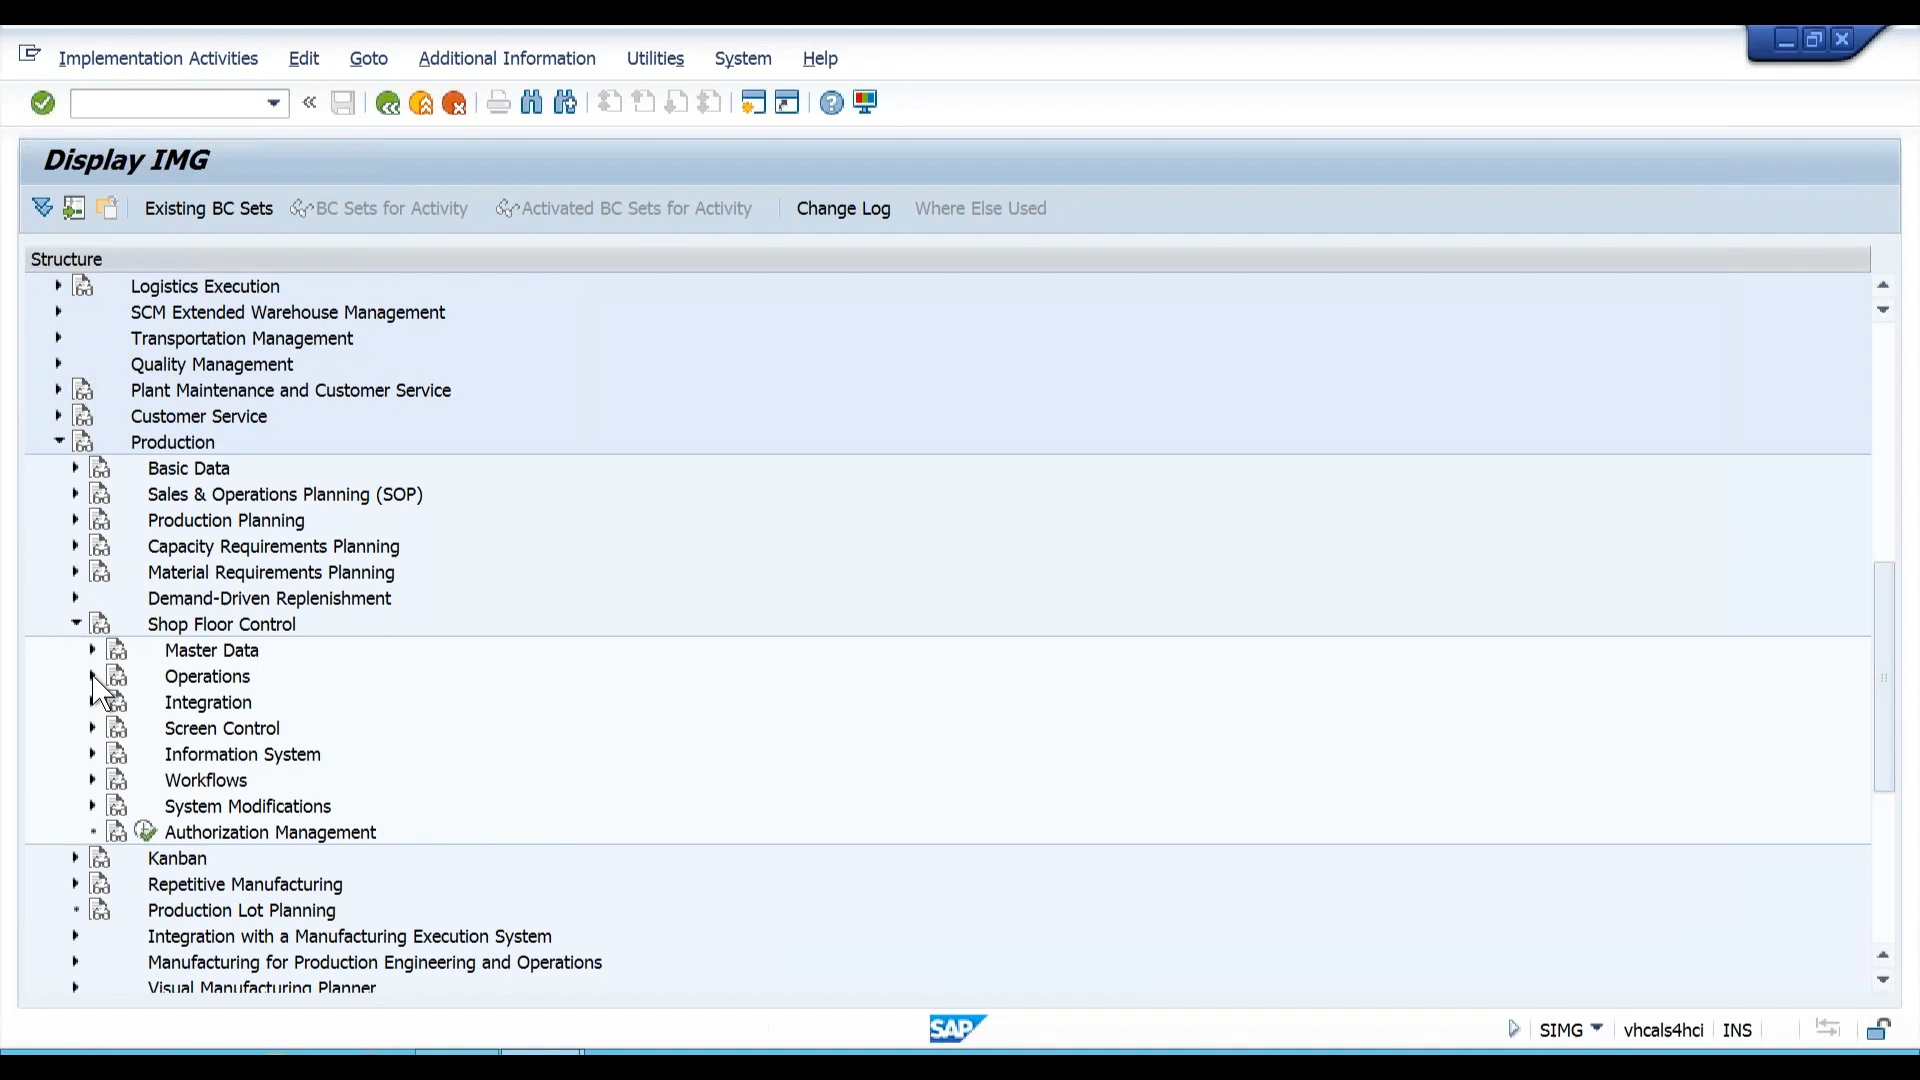 Implementation Activities Edit Goto Additional Information Utilities System Help
Display IMG
Existing BC Sets BC Sets for Activity Activated BC Sets for Activity Change Log Where Else Used
Structure
Logistics Execution
SCM Extended Warehouse Management
Transportation Management
Quality Management
Plant Maintenance and Customer Service
Customer Service
Production
Basic Data
Sales & Operations Planning (SOP)
Production Planning
Capacity Requirements Planning
Material Requirements Planning
Demand-Driven Replenishment
Shop Floor Control
Master Data
Operations
Integration
Screen Control
Information System
Workflows
System Modifications
Authorization Management
Kanban
Repetitive Manufacturing
Production Lot Planning
Integration with a Manufacturing Execution System
Manufacturing for Production Engineering and Operations
Visual Manufacturing Planner
SAP SIMG vhcals4hci INS